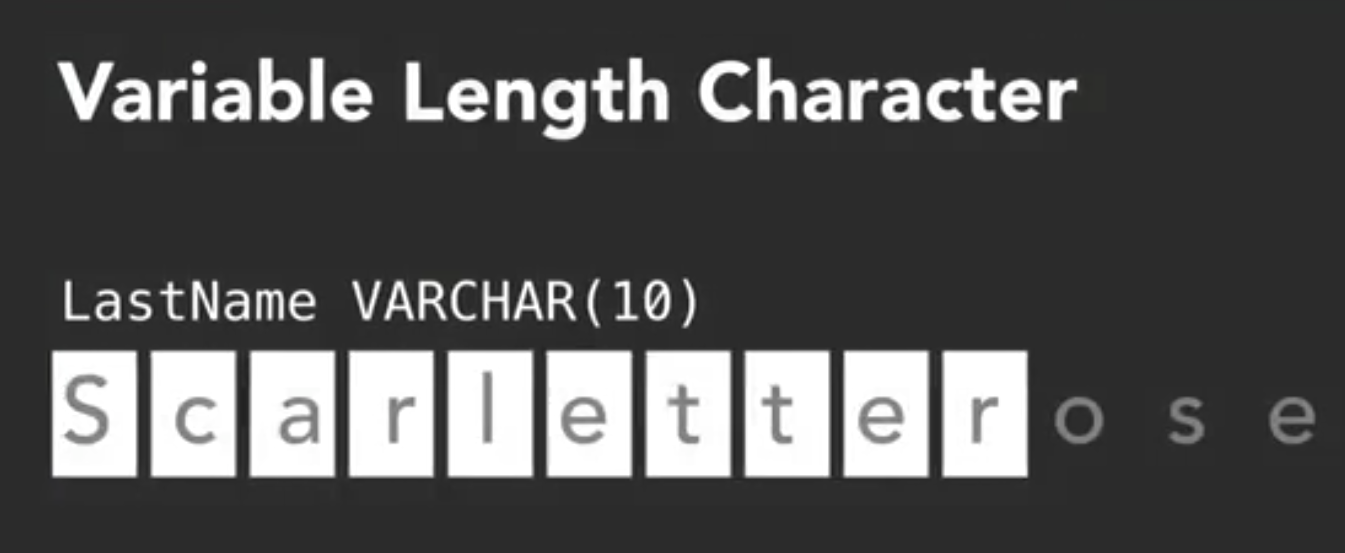 Variable Length Character
LastName VARCHAR(10)
Scarletterose